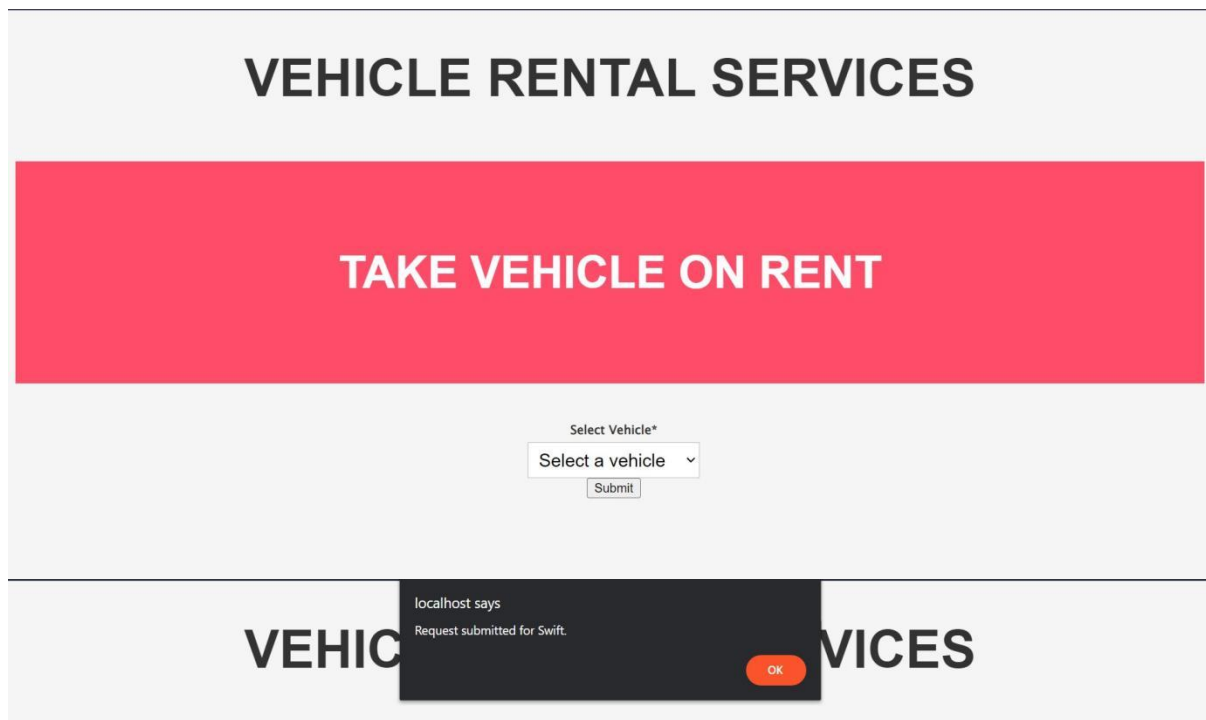 VEHICLE RENTAL SERVICES
TAKE VEHICLE ON RENT
Select Vehicle*
Select a vehicle
Submit
localhost says
Request submitted for Swift.
VEHIC VICES
OK